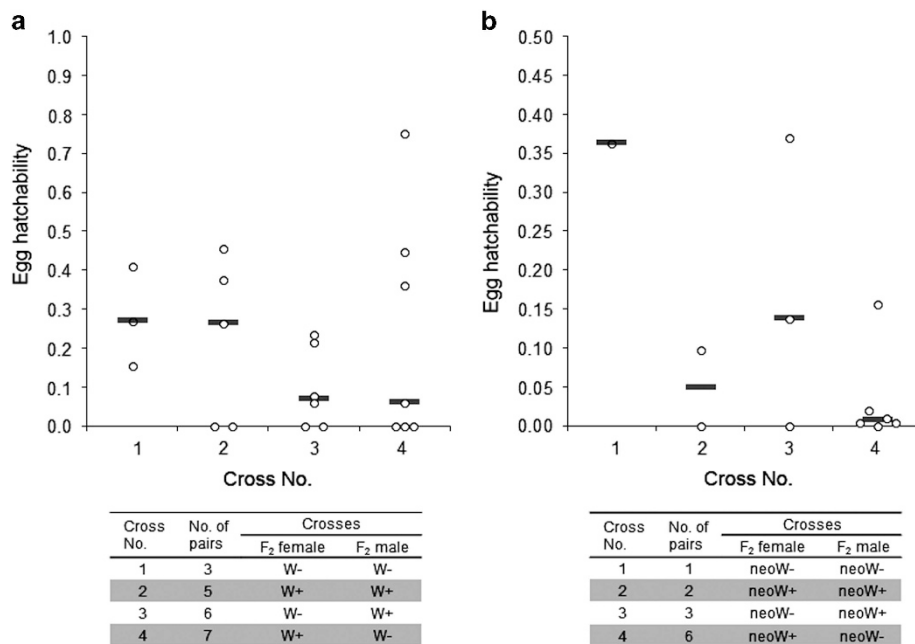 a
1.0
0.9
0.8
0.7
0.6
0.5
0.4
0.3
0.2
0.1
0.0
Egg hatchability
1 2 3 4
Cross No.
Cross No. No. of pairs Crosses
F2 female F2 male
1 3 W- W-
2 5 W+ W+
3 6 W- W+
4 7 W+ W-
b
0.50
0.45
0.40
0.35
0.30
0.25
0.20
0.15
0.10
0.05
0.00
Egg hatchability
1 2 3 4
Cross No.
Cross No. No. of pairs Crosses
F2 female F2 male
1 1 neoW- neoW-
2 2 neoW+ neoW+
3 3 neoW- neoW+
4 6 neoW+ neoW-